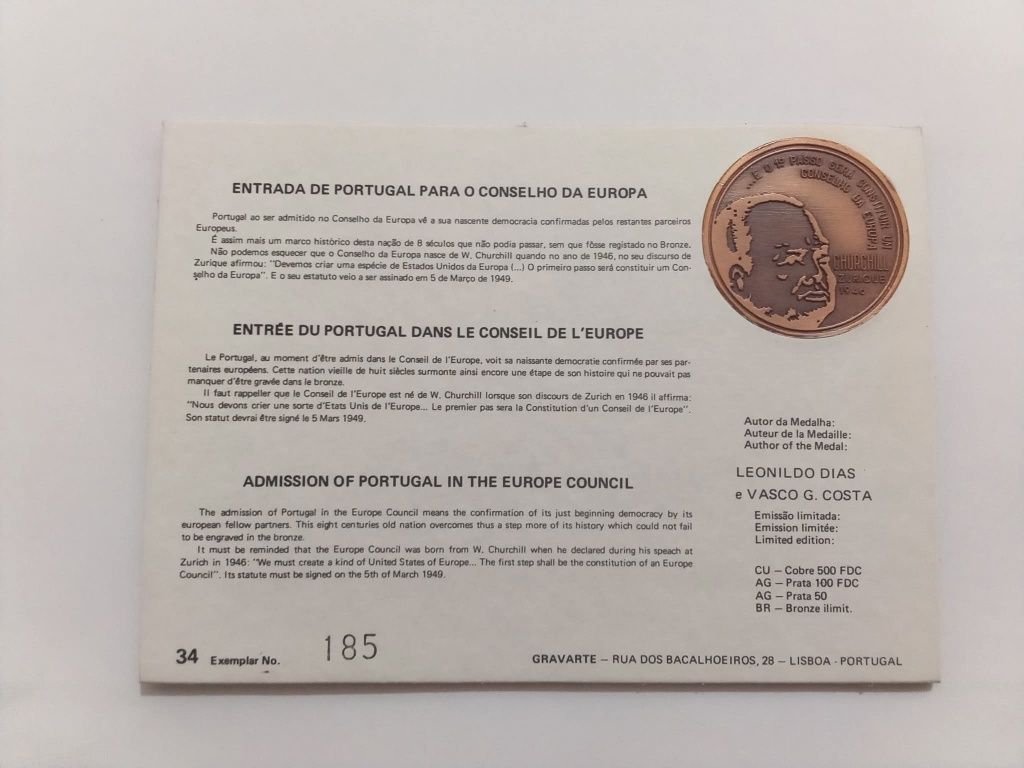 ENTRADA DE PORTUGAL PARA O CONSELHO DA EUROPA
Portugal ao ser admitido no Conselho da Europa vê a sua nascente democracia confirmadas pelos restantes parceiros
Europeus.
É assim mais um marco histórico desta nação de 8 séculos que não podia passar, sem que fôsse registado no Bronze.
Não podemos esquecer que o Conselho da Europa nasce de W. Churchill quando no ano de 1946, no seu discurso de
Zurique afirmou: "Devemos criar uma espécie de Estados Unidos da Europa (...) O primeiro passo será constituir um Con-
selho da Europa". E o seu estatuto veio a ser assinado em 5 de Março de 1949.
ENTRÉE DU PORTUGAL DANS LE CONSEIL DE L'EUROPE
Le Portugal, au moment d'être admis dans le Conseil de l'Europe, voit sa naissante democratie confirmée par ses par-
tenaires européens. Cette nation vieille de huit siècles surmonte ainsi encore une étape de son histoire qui ne pouvait pas
manquer d'être gravée dans le bronze.
Il faut rappeller que le Conseil de l'Europe est né de W. Churchill lorsque son discours de Zurich en 1946 il affirma:
"Nous devons crier une sorte d'Etats Unis de l'Europe... Le premier pas sera la Constitution d'un Conseil de l'Europe".
Son statut devrai être signé le 5 Mars 1949.
ADMISSION OF PORTUGAL IN THE EUROPE COUNCIL
The admission of Portugal in the Europe Council means the confirmation of its just beginning democracy by its
european fellow partners. This eight centuries old nation overcomes thus a step more of its history which could not fail
to be engraved in the bronze.
It must be reminded that the Europe Council was born from W. Churchill when he declared during his speach at
Zurich in 1946: "We must create a kind of United States of Europe... The first step shall be the constitution of an Europe
Council". Its statute must be signed on the 5th of March 1949.
34 Exemplar No. 185
...E O 1º PASSO SERÁ CONSTITUIR UM
CONSELHO DA EUROPA
CHURCHILL
ZURIQUE
1946
Autor da Medalha:
Auteur de la Medaille:
Author of the Medal:
LEONILDO DIAS
e VASCO G. COSTA
Emissão limitada:
Emission limitée:
Limited edition:
CU – Cobre 500 FDC
AG – Prata 100 FDC
AG – Prata 50
BR – Bronze ilimit.
GRAVARTE – RUA DOS BACALHOEIROS, 28 – LISBOA - PORTUGAL